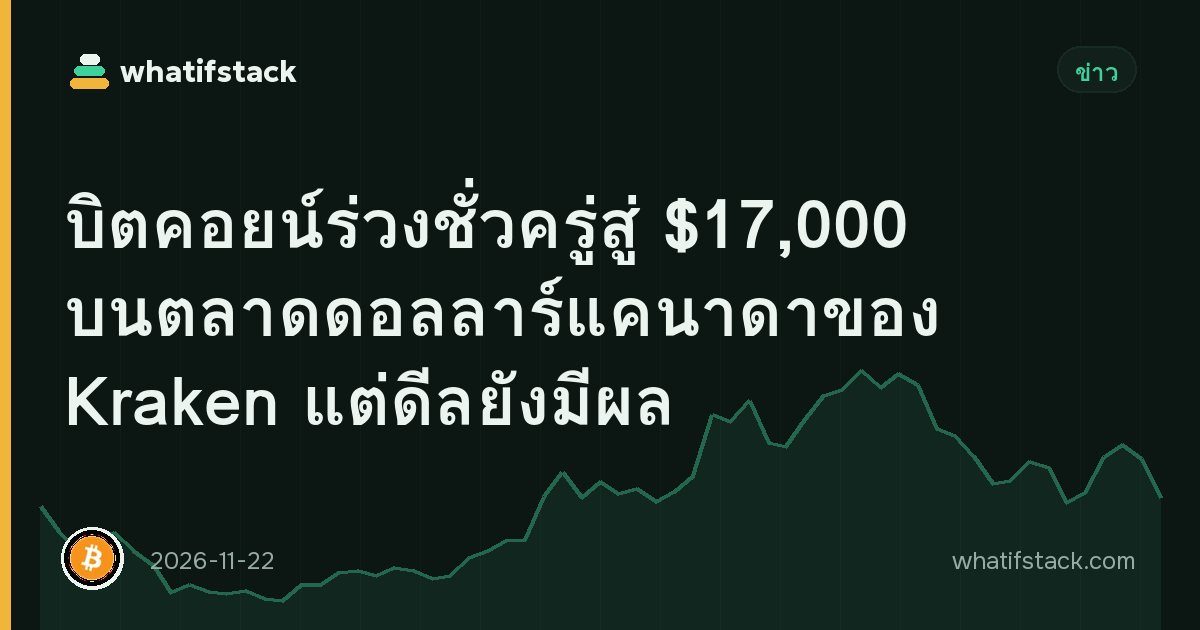 whatifstack
ข่าว
บิตคอยน์ร่วงชั่วครู่สู่ $17,000
บนตลาดดอลลาร์แคนาดาของ
Kraken แต่ดีลยังมีผล
2026-11-22
whatifstack.com